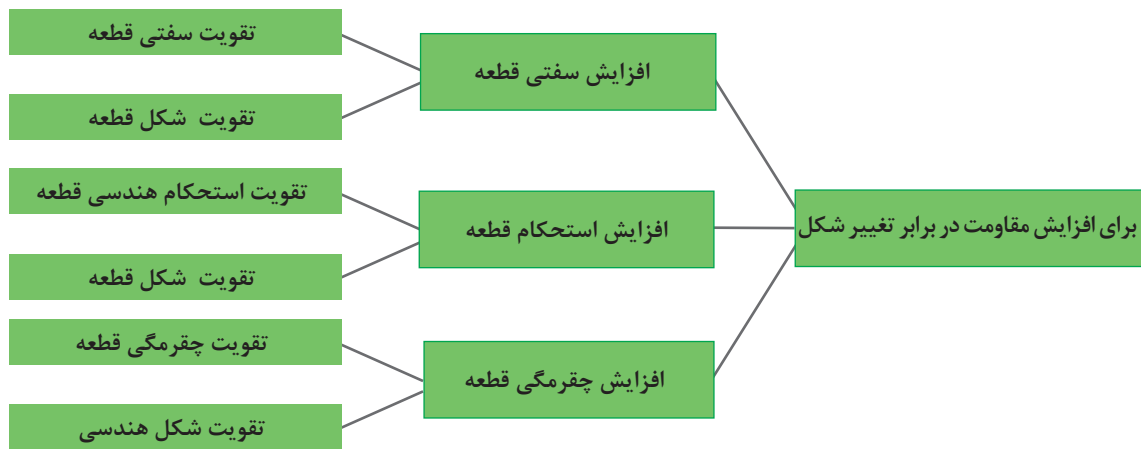 برای افزایش مقاومت در برابر تغییر شکل
افزایش سفتی قطعه
تقویت سفتی قطعه
تقویت شکل قطعه
افزایش استحکام قطعه
تقویت استحکام هندسی قطعه
تقویت شکل قطعه
افزایش چقرمگی قطعه
تقویت چقرمگی قطعه
تقویت شکل هندسی